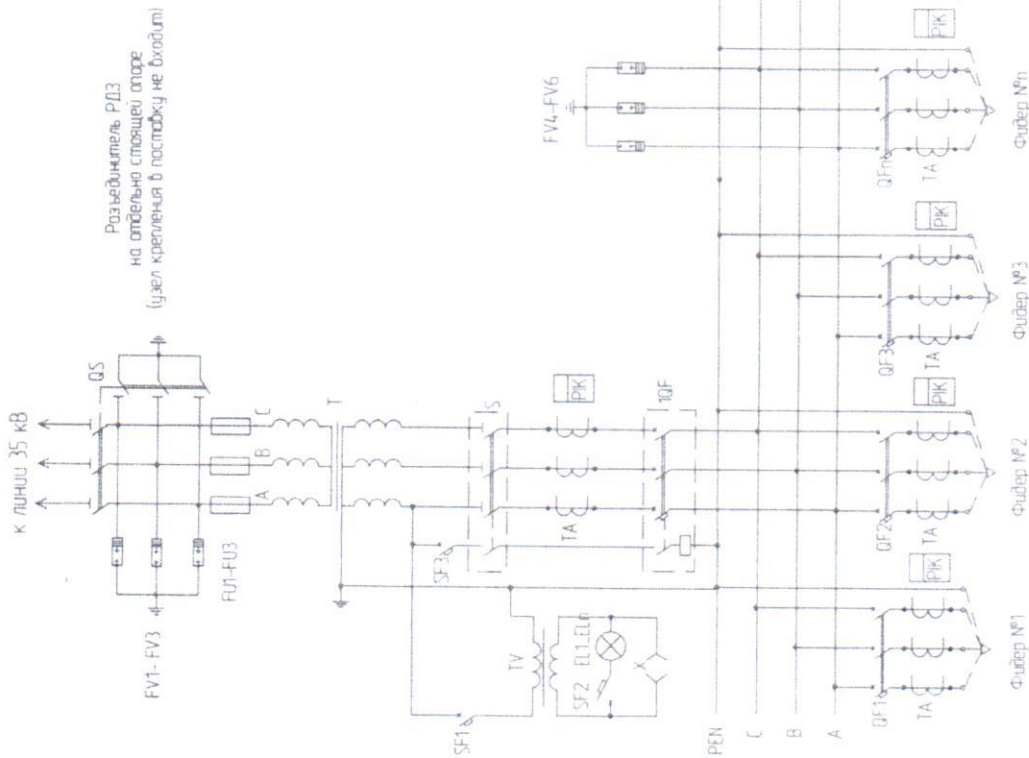 К линии 35 кВ
Разъединитель РДЗ
на отдельно стоящей опоре
(узел крепления в поставку не входит)
QS
FV1- FV3
FU1-FU3
A
B
C
T
SF3
S
TA
PIK
1QF
SF1
TV
SF2
EL1..ELn
X
FV4-FV6
PEN
C
B
A
QF1
TA
PIK
Фидер №1
QF2
TA
PIK
Фидер №2
QF3
TA
PIK
Фидер №3
QFn
TA
PIK
Фидер №n